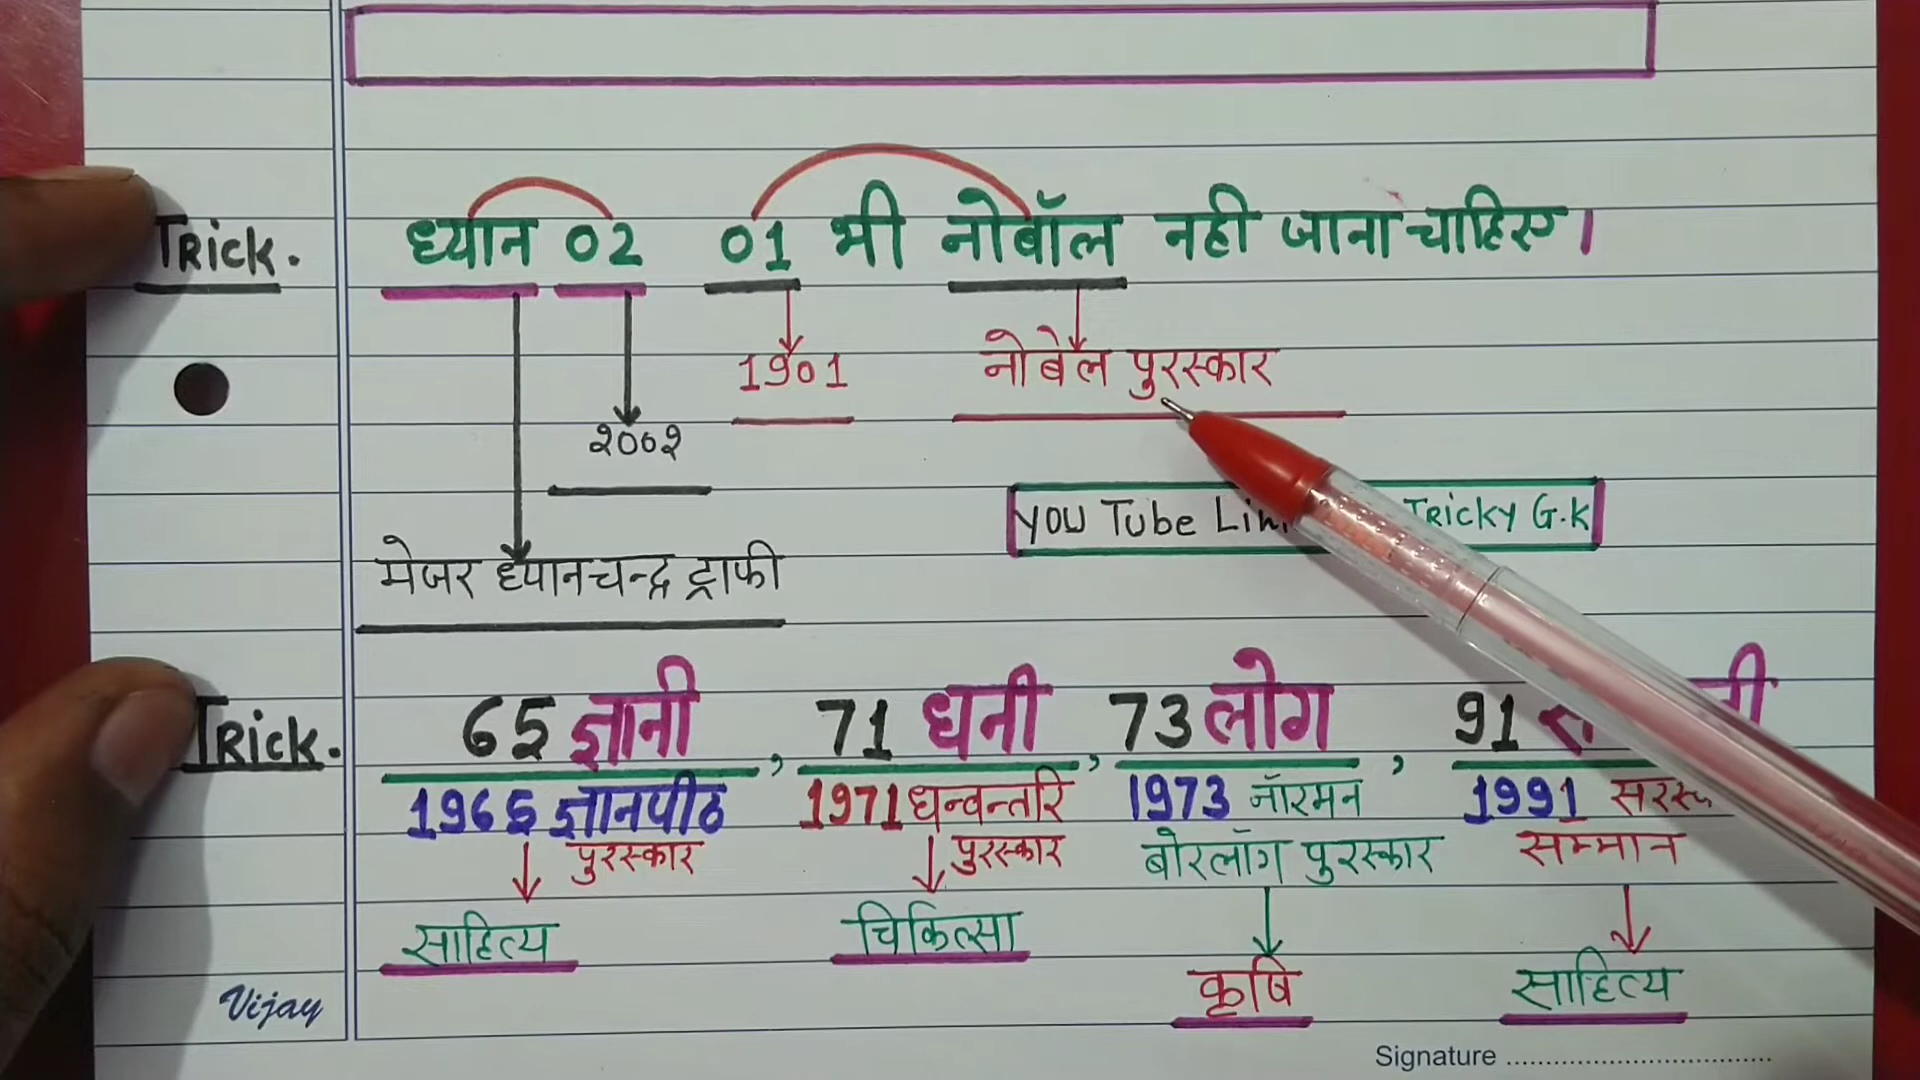 Trick. ध्यान 02 01 भी नोबॉल नही जाना चाहिए।
1901 नोबेल पुरस्कार
२००२
YOU Tube Tricky G.K
मेजर ध्यानचन्द्र ट्राफी
Trick. 65 ज्ञानी, 71 धनी, 73 लोग, 91
1965 ज्ञानपीठ 1971 धन्वन्तरि 1973 नॉरमन 1991
पुरस्कार पुरस्कार बोरलॉग पुरस्कार सम्मान
साहित्य चिकित्सा कृषि साहित्य
Vijay
Signature